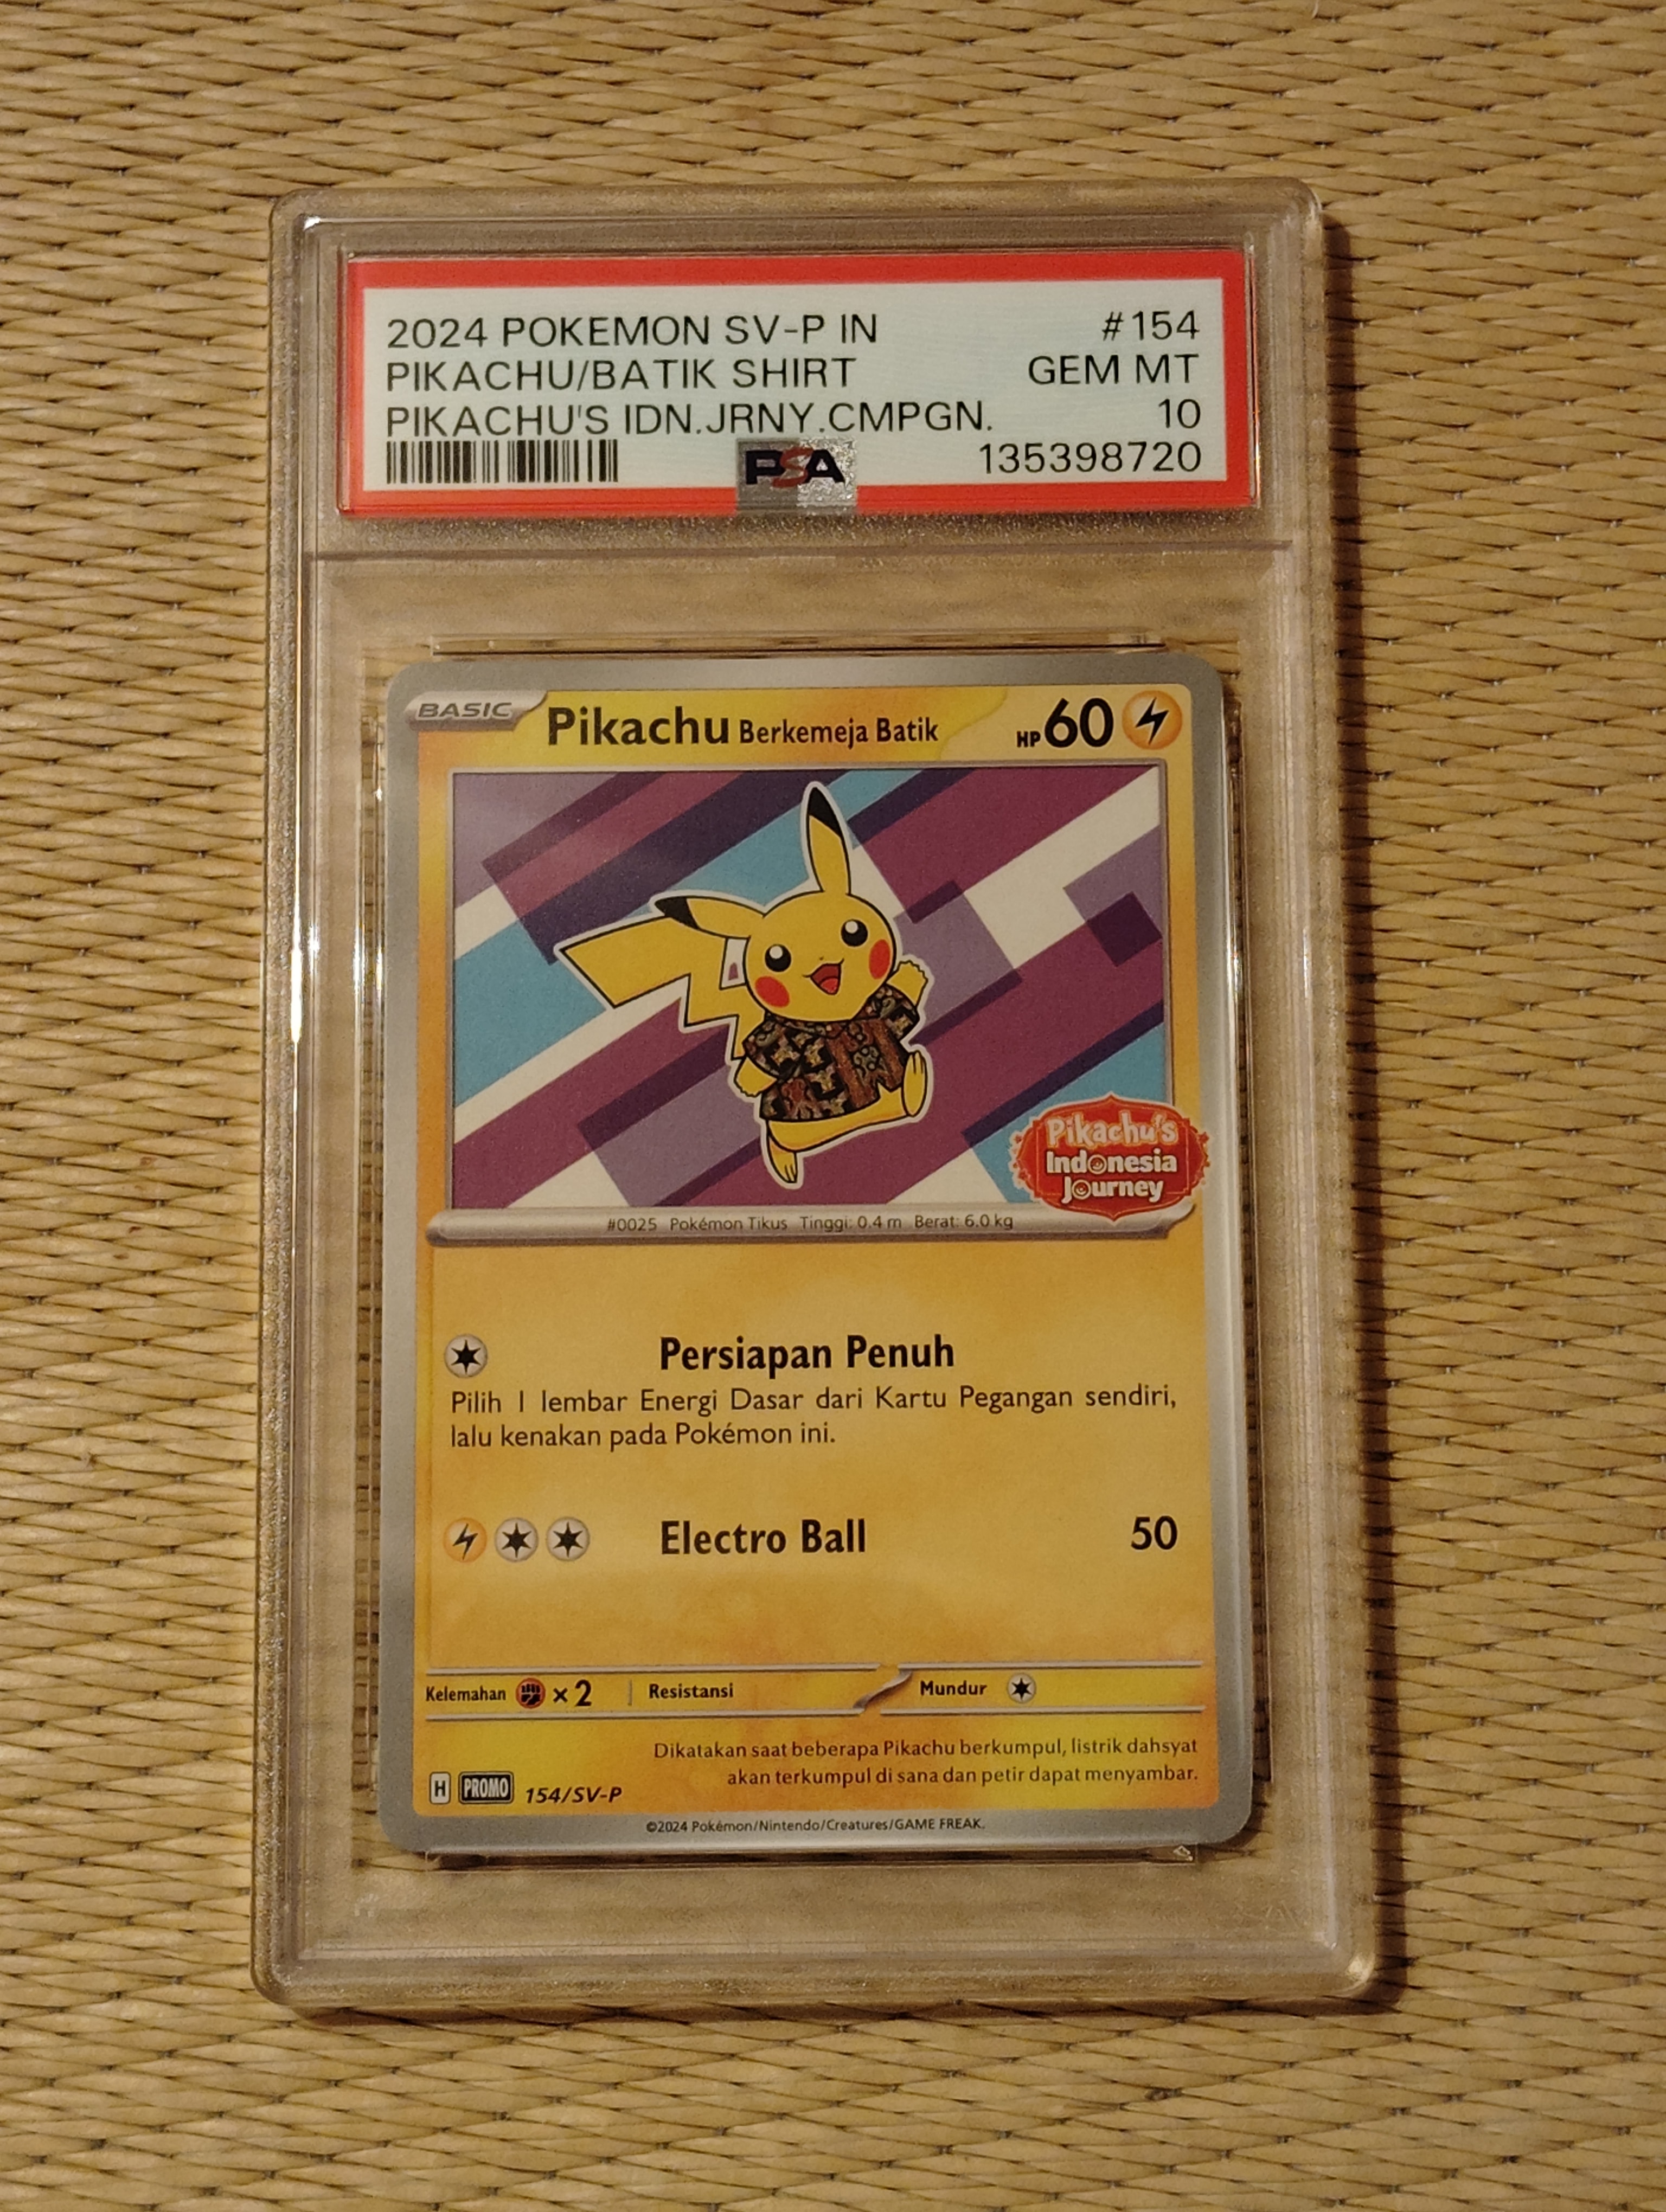 2024 POKEMON SV-P IN #154
PIKACHU/BATIK SHIRT GEM MT
PIKACHU'S IDN.JRNY.CMPGN. 10
PSA 135398720
BASIC Pikachu Berkemeja Batik HP 60
Pikachu's
Indonesia
Journey
#0025 Pokémon Tikus Tinggi: 0.4 m Berat: 6.0 kg
Persiapan Penuh
Pilih 1 lembar Energi Dasar dari Kartu Pegangan sendiri,
lalu kenakan pada Pokémon ini.
Electro Ball 50
Kelemahan ×2 Resistansi Mundur
Dikatakan saat beberapa Pikachu berkumpul, listrik dahsyat
akan terkumpul di sana dan petir dapat menyambar.
H PROMO 154/SV-P
©2024 Pokémon/Nintendo/Creatures/GAME FREAK.